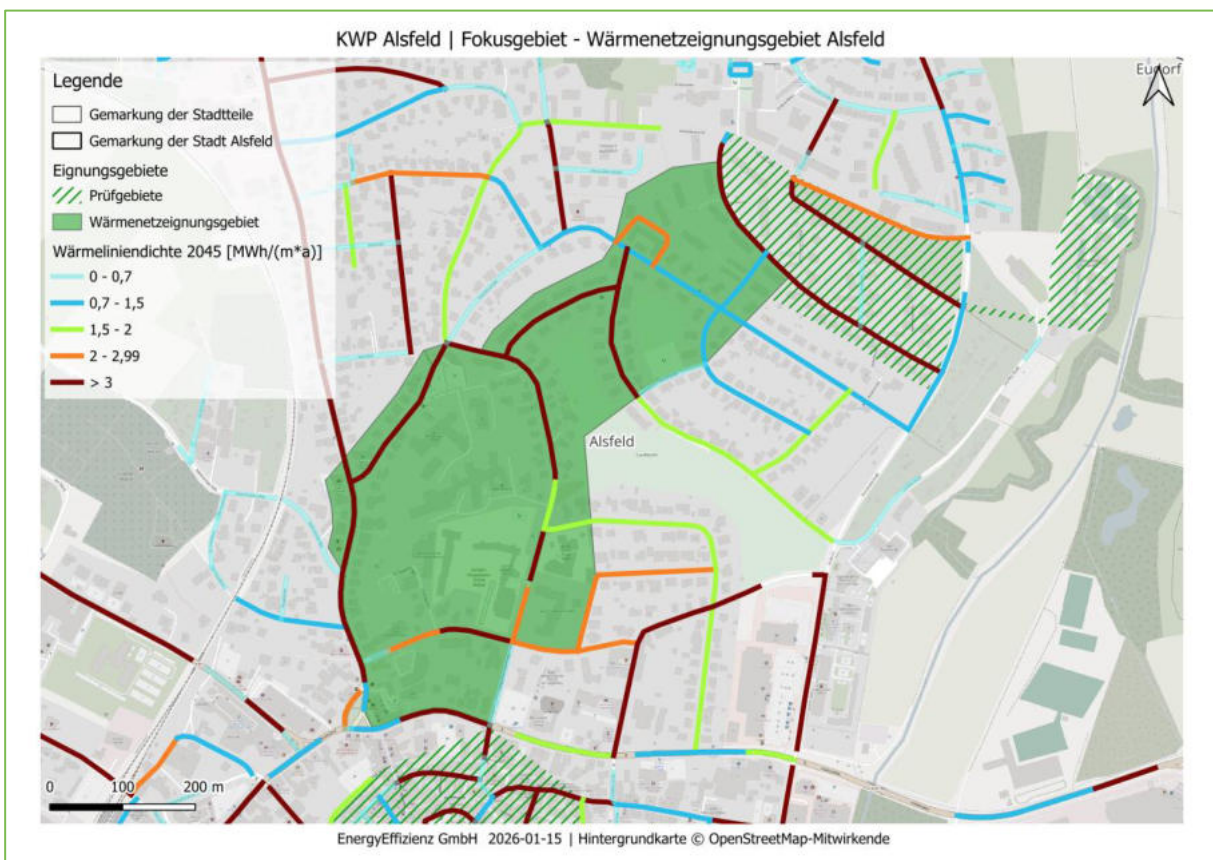 KWP Alsfeld | Fokusgebiet - Wärmenetzeignungsgebiet Alsfeld
Legende
Gemarkung der Stadtteile
Gemarkung der Stadt Alsfeld
Eignungsgebiete
Prüfgebiete
Wärmenetzeignungsgebiet
Wärmeliniendichte 2045 [MWh/(m*a)]
0 - 0,7
0,7 - 1,5
1,5 - 2
2 - 2,99
> 3
Eudorf
Alsfeld
0 100 200 m
EnergyEffizienz GmbH 2026-01-15 | Hintergrundkarte © OpenStreetMap-Mitwirkende